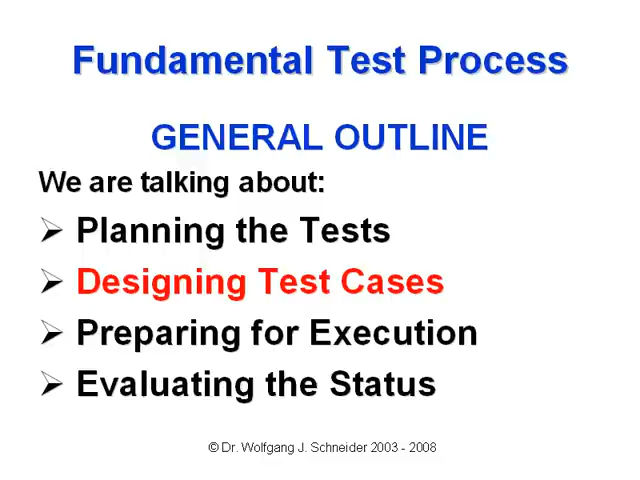 Fundamental Test Process
GENERAL OUTLINE
We are talking about:
➢ Planning the Tests
➢ Designing Test Cases
➢ Preparing for Execution
➢ Evaluating the Status
© Dr. Wolfgang J. Schneider 2003 - 2008